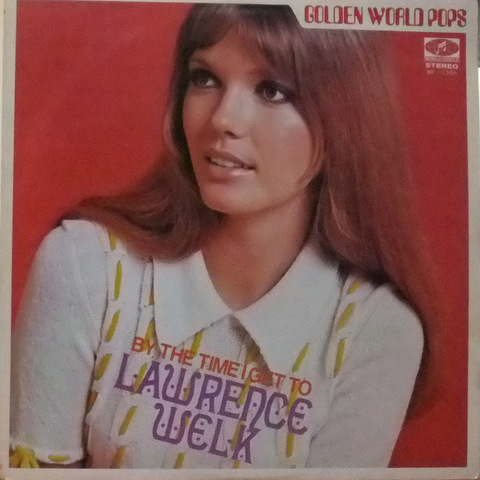 GOLDEN WORLD POPS
STEREO
BY THE TIME I GET TO
LAWRENCE
WELK